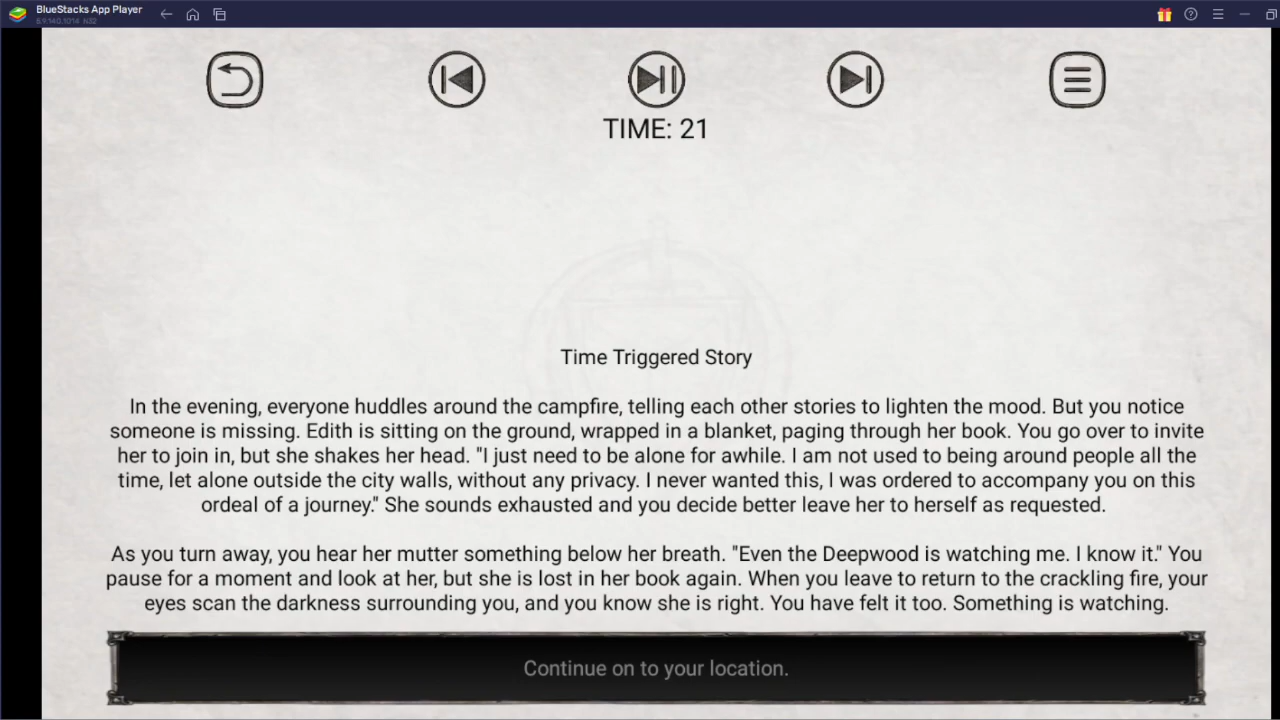 BlueStacks App Player
5.9.140.1014 N32
TIME: 21
Time Triggered Story
In the evening, everyone huddles around the campfire, telling each other stories to lighten the mood. But you notice
someone is missing. Edith is sitting on the ground, wrapped in a blanket, paging through her book. You go over to invite
her to join in, but she shakes her head. "I just need to be alone for awhile. I am not used to being around people all the
time, let alone outside the city walls, without any privacy. I never wanted this, I was ordered to accompany you on this
ordeal of a journey." She sounds exhausted and you decide better leave her to herself as requested.
As you turn away, you hear her mutter something below her breath. "Even the Deepwood is watching me. I know it." You
pause for a moment and look at her, but she is lost in her book again. When you leave to return to the crackling fire, your
eyes scan the darkness surrounding you, and you know she is right. You have felt it too. Something is watching.
Continue on to your location.